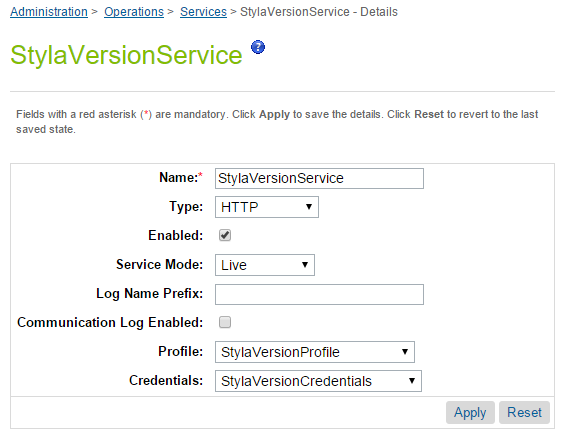 Administration > Operations > Services > StylaVersionService - Details
StylaVersionService ?
Fields with a red asterisk (*) are mandatory. Click Apply to save the details. Click Reset to revert to the last
saved state.
Name:* StylaVersionService
Type: HTTP
Enabled:
Service Mode: Live
Log Name Prefix:
Communication Log Enabled:
Profile: StylaVersionProfile
Credentials: StylaVersionCredentials
Apply Reset